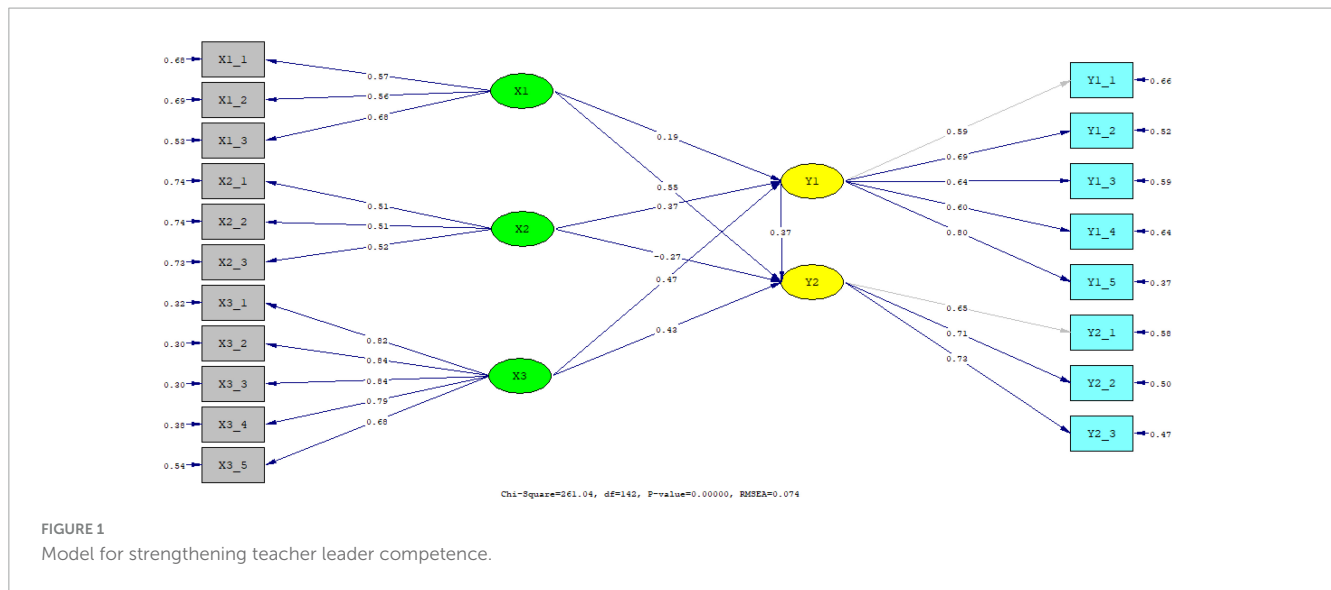 0.68 X1_1
0.69 X1_2
0.53 X1_3
0.74 X2_1
0.74 X2_2
0.73 X2_3
0.32 X3_1
0.30 X3_2
0.30 X3_3
0.38 X3_4
0.54 X3_5
0.57
0.56
0.68
0.51
0.51
0.52
0.82
0.84
0.84
0.79
0.68
X1
X2
X3
0.19
0.55
0.37
-0.27
0.47
0.43
0.37
Y1
Y2
0.59
0.69
0.64
0.60
0.80
0.65
0.71
0.73
Y1_1 0.66
Y1_2 0.52
Y1_3 0.59
Y1_4 0.64
Y1_5 0.37
Y2_1 0.58
Y2_2 0.50
Y2_3 0.47
Chi-Square=261.04, df=142, P-value=0.00000, RMSEA=0.074
FIGURE 1
Model for strengthening teacher leader competence.